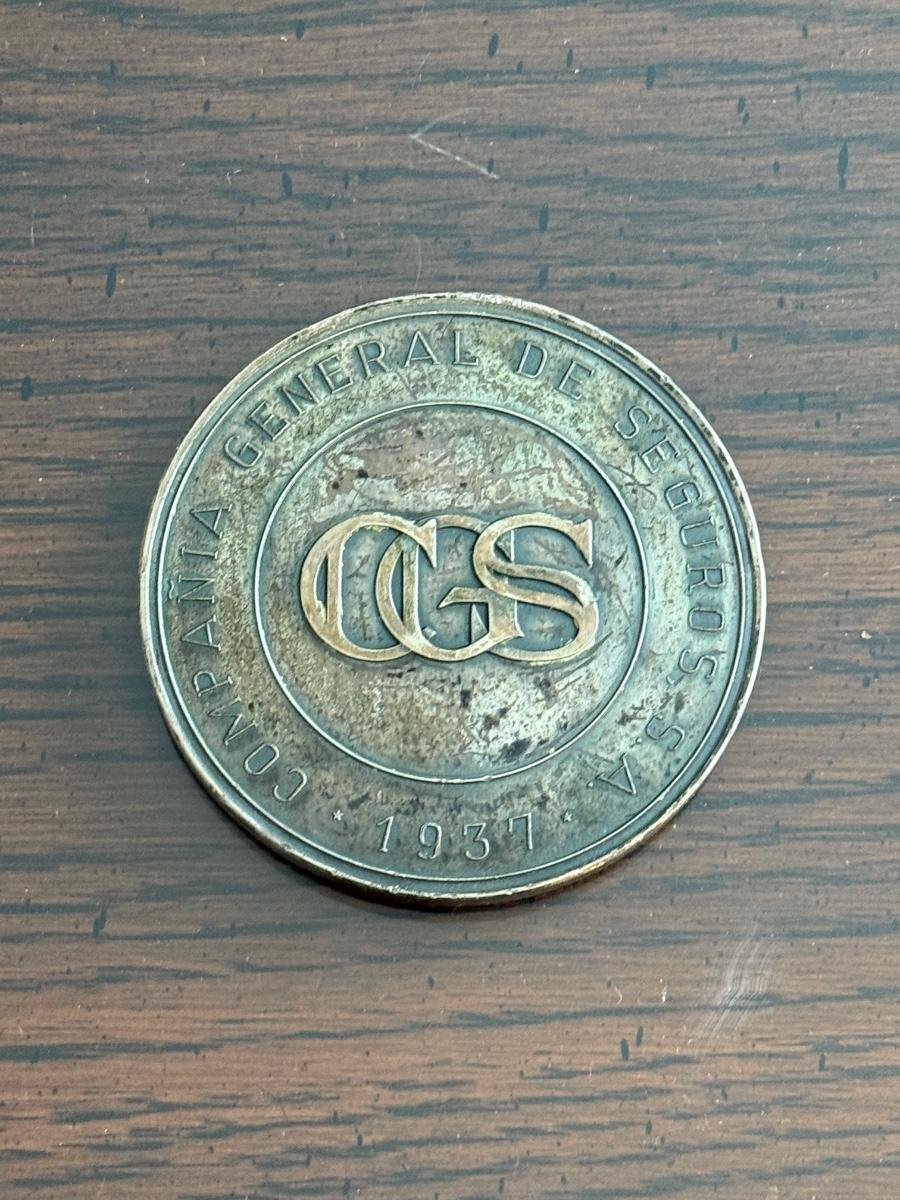 COMPAÑIA GENERAL DE SEGUROS, S.A.
* 1937 *
CGS